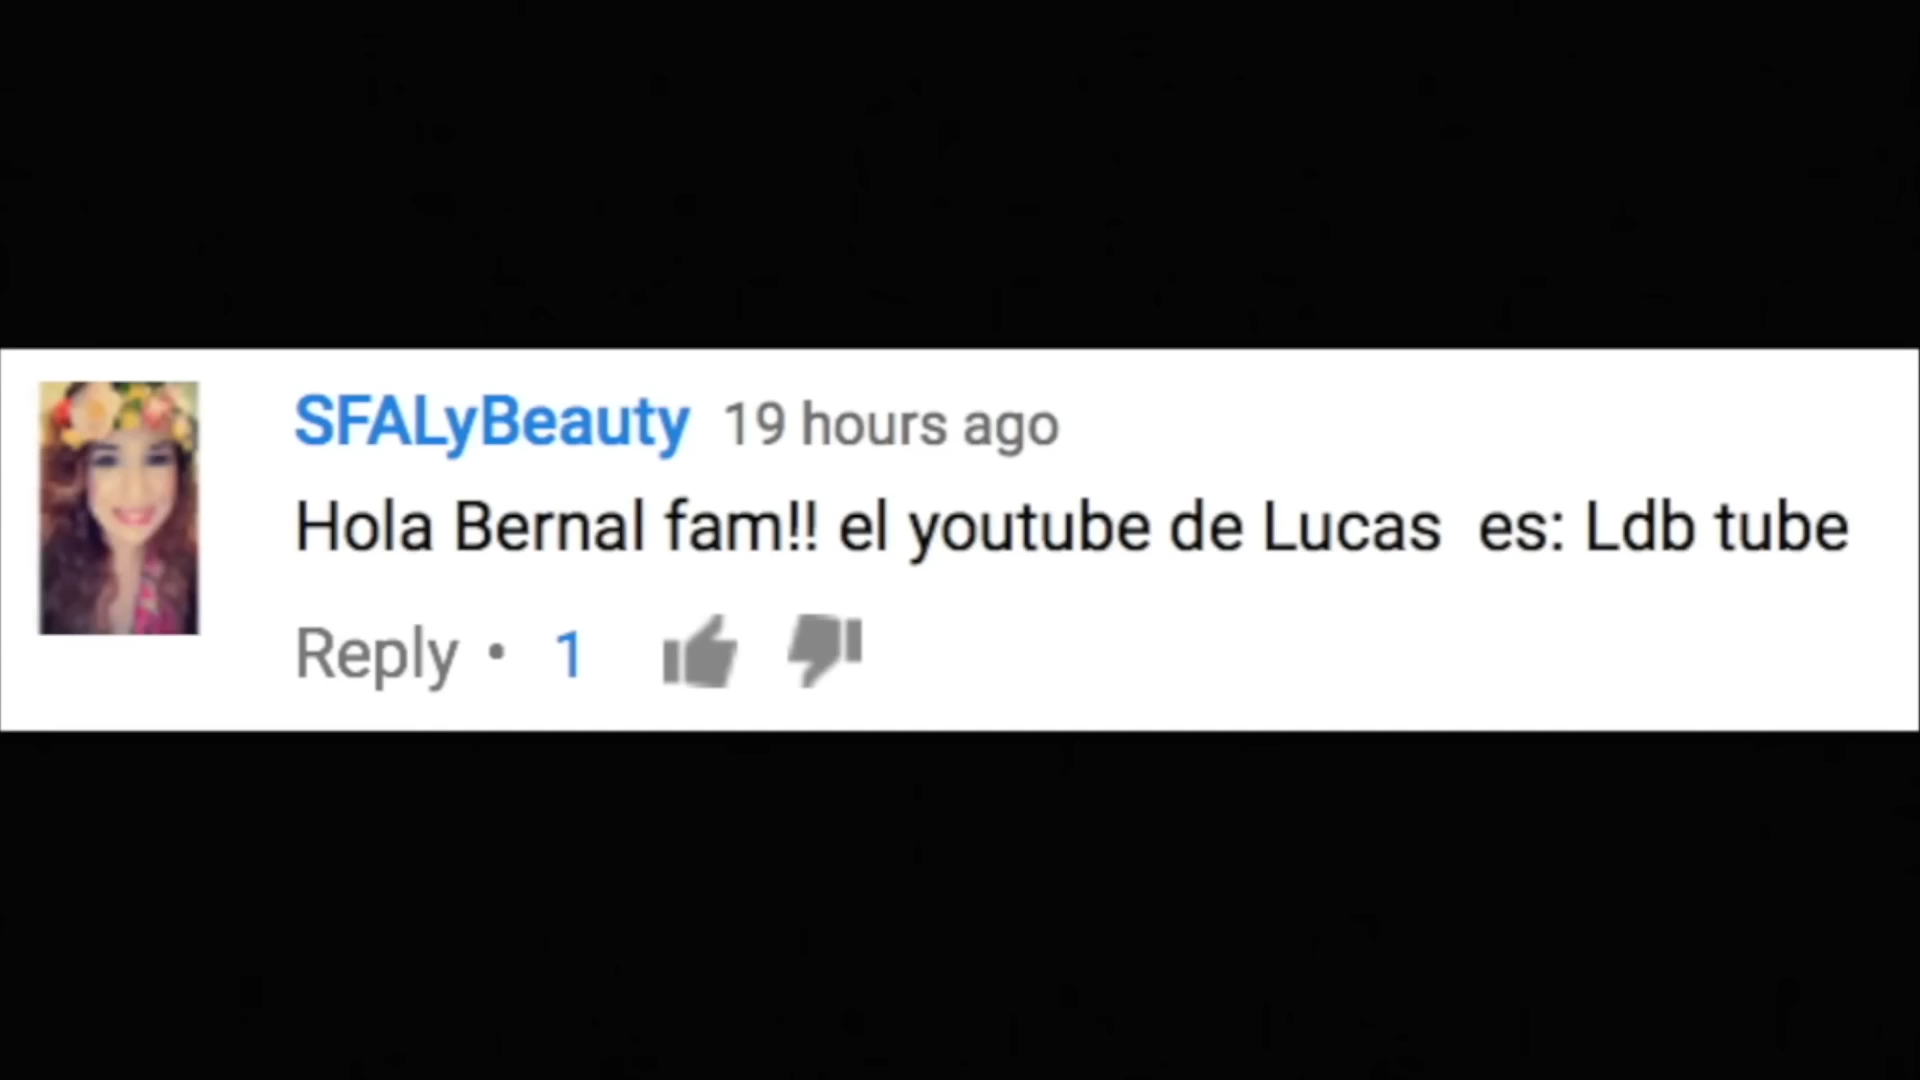 SFALyBeauty 19 hours ago
Hola Bernal fam!! el youtube de Lucas  es: Ldb tube
Reply • 1